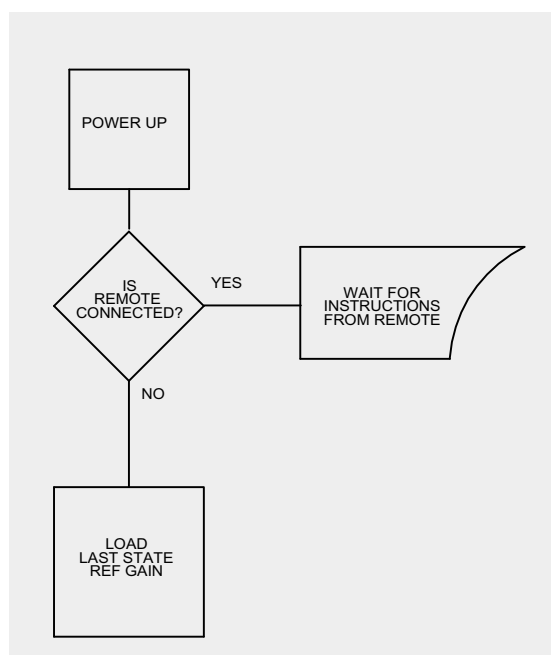 POWER UP
IS
REMOTE
CONNECTED?
YES
WAIT FOR
INSTRUCTIONS
FROM REMOTE
NO
LOAD
LAST STATE
REF GAIN